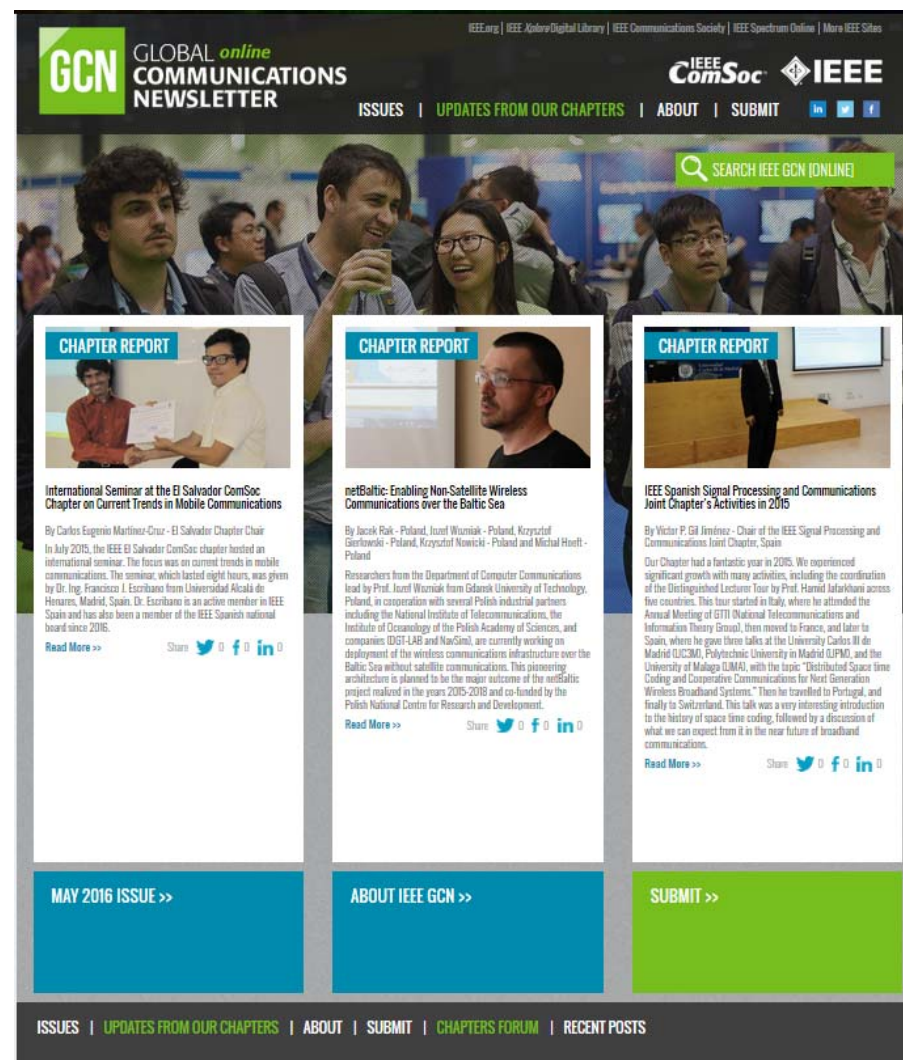 IEEE.org | IEEE Xplore Digital Library | IEEE Communications Society | IEEE Spectrum Online | More IEEE Sites
GCN
GLOBAL online
COMMUNICATIONS
NEWSLETTER
IEEE
ComSoc
IEEE
ISSUES | UPDATES FROM OUR CHAPTERS | ABOUT | SUBMIT in f
SEARCH IEEE GCN [ONLINE]
CHAPTER REPORT
International Seminar at the El Salvador ComSoc
Chapter on Current Trends in Mobile Communications
By Carlos Eugenio Martínez-Cruz - El Salvador Chapter Chair
In July 2015, the IEEE El Salvador ComSoc chapter hosted an
international seminar. The focus was on current trends in mobile
communications. The seminar, which lasted eight hours, was given
by Dr. Ing. Francisco J. Escribano from Universidad Alcalá de
Henares, Madrid, Spain. Dr. Escribano is an active member in IEEE
Spain and has also been a member of the IEEE Spanish national
board since 2016.
Read More >> Share 0 f 0 in 0
CHAPTER REPORT
netBaltic: Enabling Non-Satellite Wireless
Communications over the Baltic Sea
By Jacek Rak - Poland, Jozef Wozniak - Poland, Krzysztof
Gierlowski - Poland, Krzysztof Nowicki - Poland and Michal Hoeft -
Poland
Researchers from the Department of Computer Communications
lead by Prof. Jozef Wozniak from Gdansk University of Technology,
Poland, in cooperation with several Polish industrial partners
including the National Institute of Telecommunications, the
Institute of Oceanology of the Polish Academy of Sciences, and
companies (DGT-LAB and NavSim), are currently working on
deployment of the wireless communications infrastructure over the
Baltic Sea without satellite communications. This pioneering
architecture is planned to be the major outcome of the netBaltic
project realized in the years 2015-2018 and co-funded by the
Polish National Centre for Research and Development.
Read More >> Share 0 f 0 in 0
CHAPTER REPORT
IEEE Spanish Signal Processing and Communications
Joint Chapter's Activities in 2015
By Víctor P. Gil Jiménez - Chair of the IEEE Signal Processing and
Communications Joint Chapter, Spain
Our Chapter had a fantastic year in 2015. We experienced
significant growth with many activities, including the coordination
of the Distinguished Lecturer Tour by Prof. Hamid Jafarkhani across
five countries. This tour started in Italy, where he attended the
Annual Meeting of GTTI (National Telecommunications and
Information Theory Group), then moved to France, and later to
Spain, where he gave three talks at the University Carlos III de
Madrid (UC3M), Polytechnic University in Madrid (UPM), and the
University of Malaga (UMA), with the topic "Distributed Space time
Coding and Cooperative Communications for Next Generation
Wireless Broadband Systems." Then he travelled to Portugal, and
finally to Switzerland. This talk was a very interesting introduction
to the history of space time coding, followed by a discussion of
what we can expect from it in the near future of broadband
communications.
Read More >> Share 0 f 0 in 0
MAY 2016 ISSUE >>
ABOUT IEEE GCN >>
SUBMIT >>
ISSUES | UPDATES FROM OUR CHAPTERS | ABOUT | SUBMIT | CHAPTERS FORUM | RECENT POSTS